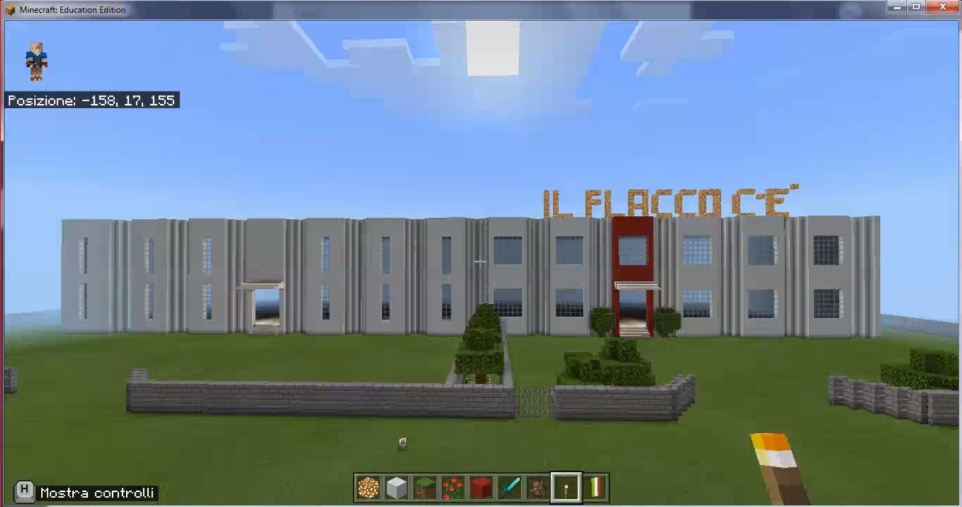 Minecraft: Education Edition
Posizione: -158, 17, 155
IL FLACCO C'E'
H Mostra controlli